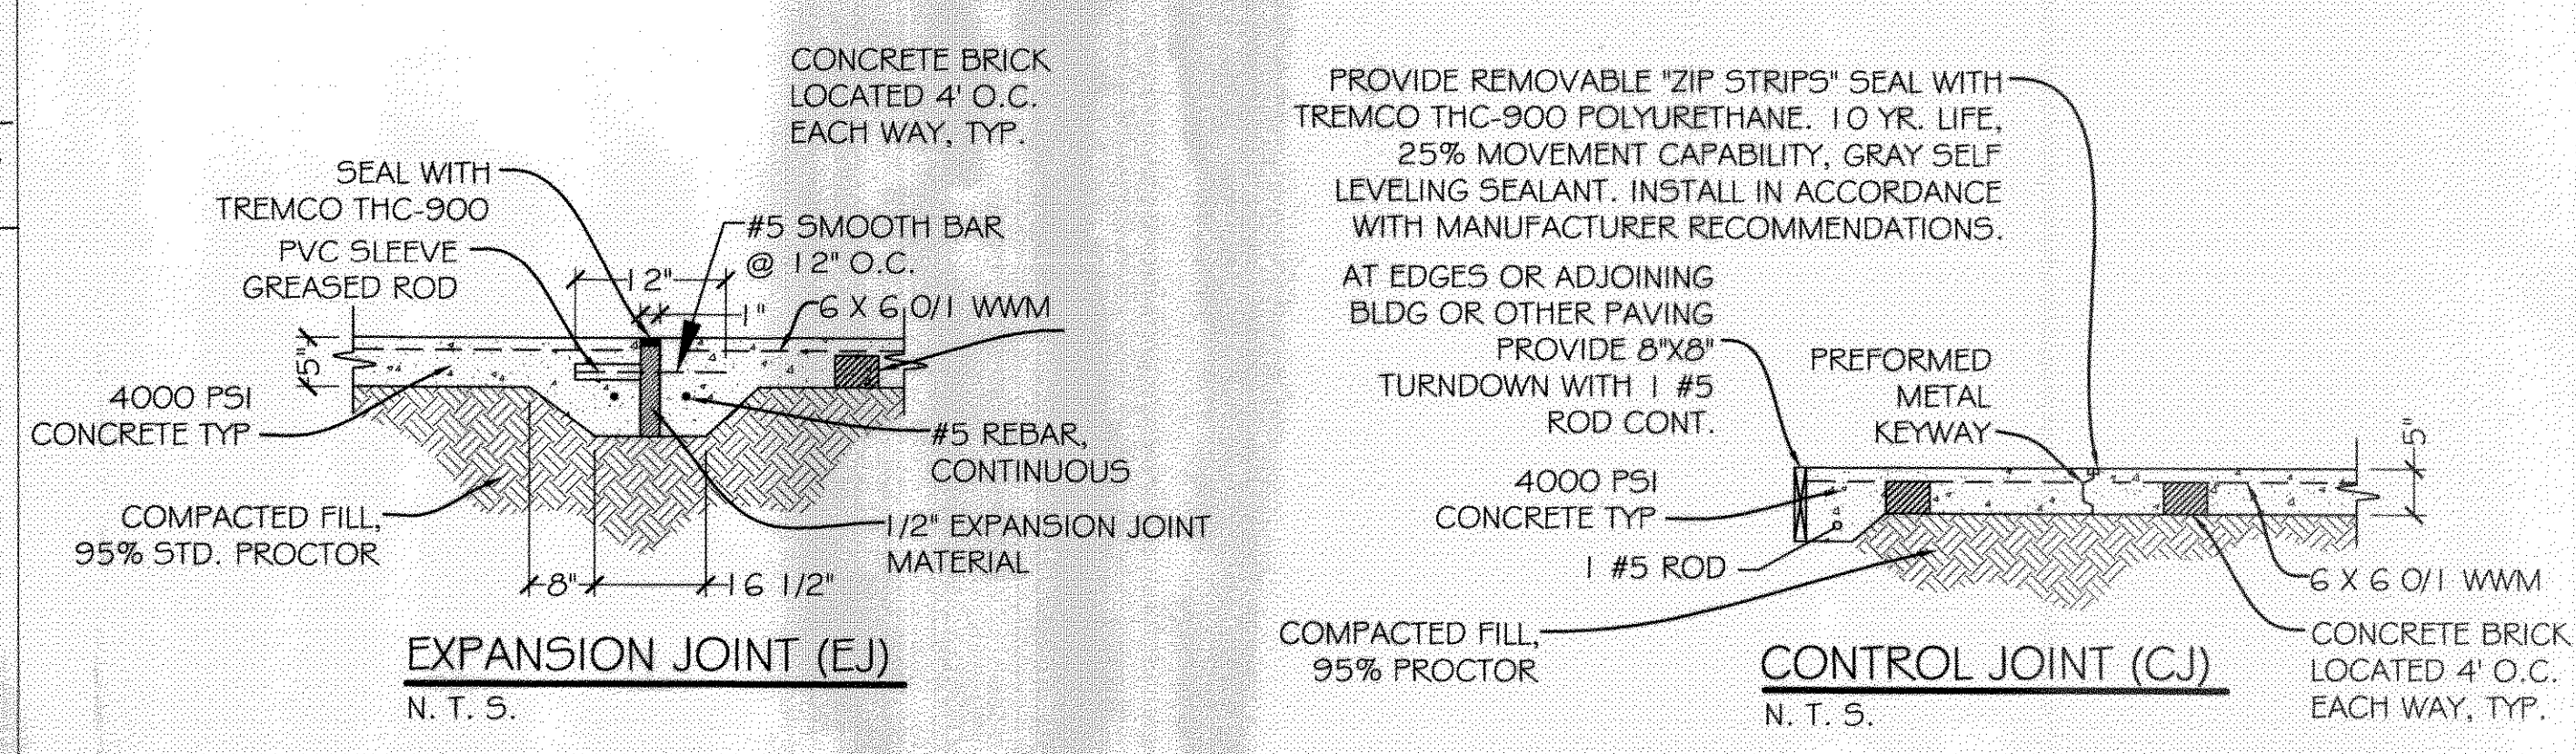 CONCRETE BRICK
LOCATED 4' O.C.
EACH WAY, TYP.
SEAL WITH
TREMCO THC-900
PVC SLEEVE
GREASED ROD
#5 SMOOTH BAR
@ 12" O.C.
12"
1"
6 X 6 0/1 WWM
5"
4000 PSI
CONCRETE TYP
#5 REBAR,
CONTINUOUS
COMPACTED FILL,
95% STD. PROCTOR
1/2" EXPANSION JOINT
MATERIAL
8"
16 1/2"
EXPANSION JOINT (EJ)
N. T. S.
PROVIDE REMOVABLE "ZIP STRIPS" SEAL WITH
TREMCO THC-900 POLYURETHANE. 10 YR. LIFE,
25% MOVEMENT CAPABILITY, GRAY SELF
LEVELING SEALANT. INSTALL IN ACCORDANCE
WITH MANUFACTURER RECOMMENDATIONS.
AT EDGES OR ADJOINING
BLDG OR OTHER PAVING
PROVIDE 8"X8"
TURNDOWN WITH 1 #5
ROD CONT.
PREFORMED
METAL
KEYWAY
5"
4000 PSI
CONCRETE TYP
1 #5 ROD
6 X 6 0/1 WWM
COMPACTED FILL,
95% PROCTOR
CONCRETE BRICK
LOCATED 4' O.C.
EACH WAY, TYP.
CONTROL JOINT (CJ)
N. T. S.